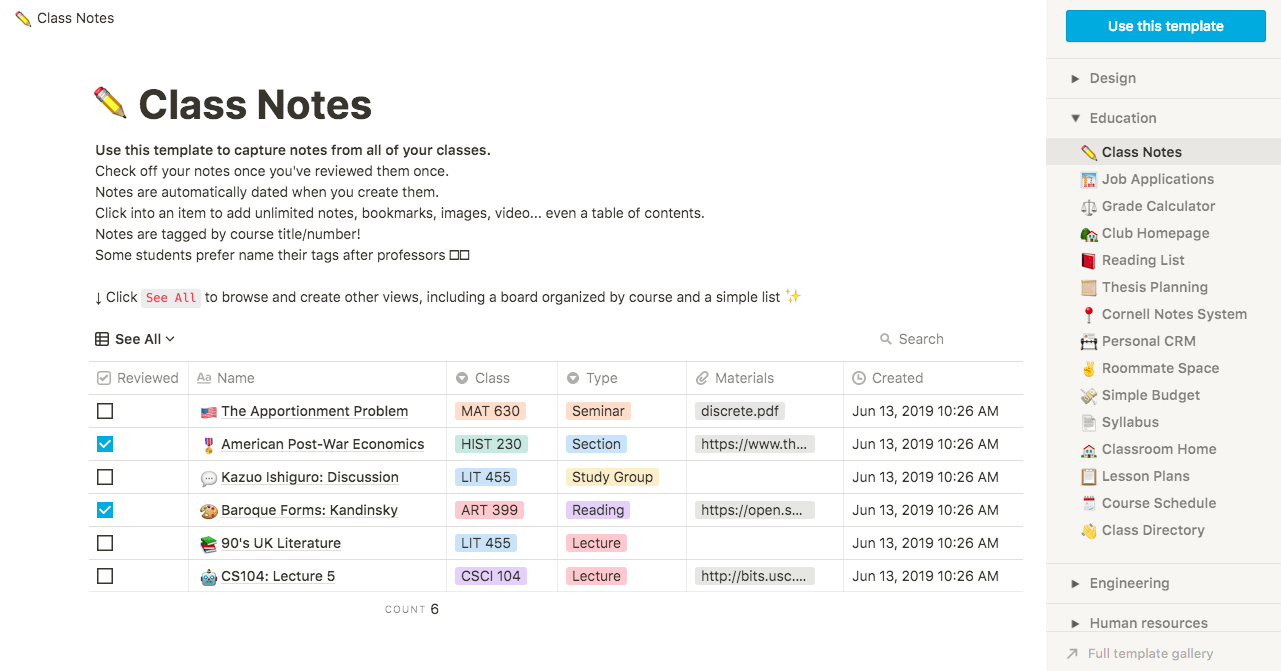 Class Notes
Class Notes
Use this template to capture notes from all of your classes.
Check off your notes once you've reviewed them once.
Notes are automatically dated when you create them.
Click into an item to add unlimited notes, bookmarks, images, video... even a table of contents.
Notes are tagged by course title/number!
Some students prefer name their tags after professors
↓ Click See All to browse and create other views, including a board organized by course and a simple list ✨
See All Search
Reviewed Aa Name Class Type Materials Created
The Apportionment Problem MAT 630 Seminar discrete.pdf Jun 13, 2019 10:26 AM
American Post-War Economics HIST 230 Section https://www.th... Jun 13, 2019 10:26 AM
Kazuo Ishiguro: Discussion LIT 455 Study Group Jun 13, 2019 10:26 AM
Baroque Forms: Kandinsky ART 399 Reading https://open.s... Jun 13, 2019 10:26 AM
90's UK Literature LIT 455 Lecture Jun 13, 2019 10:26 AM
CS104: Lecture 5 CSCI 104 Lecture http://bits.usc.... Jun 13, 2019 10:26 AM
COUNT 6
Use this template
Design
Education
Class Notes
Job Applications
Grade Calculator
Club Homepage
Reading List
Thesis Planning
Cornell Notes System
Personal CRM
Roommate Space
Simple Budget
Syllabus
Classroom Home
Lesson Plans
Course Schedule
Class Directory
Engineering
Human resources
Full template gallery